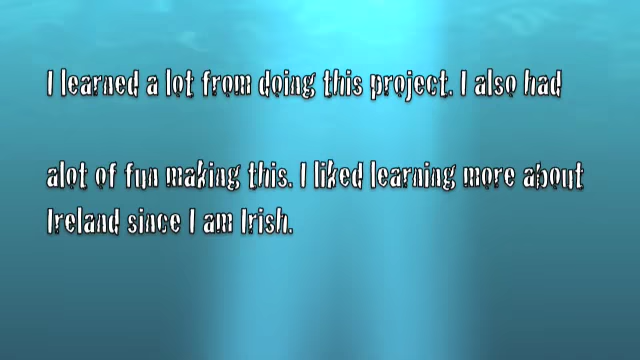 I learned a lot from doing this project. I also had
alot of fun making this. I liked learning more about
Ireland since I am Irish.